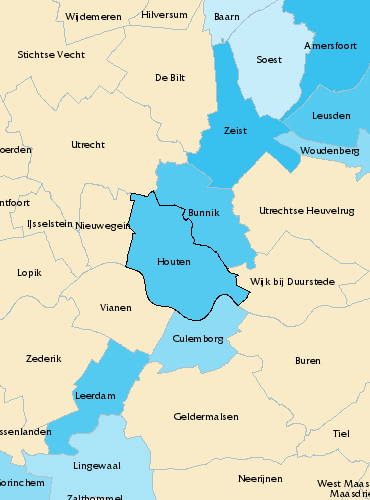 Wijdemeren
Hilversum
Baarn
Stichtse Vecht
Amersfoort
Soest
De Bilt
Leusden
Zeist
Utrecht
oerden
Woudenberg
ntfoort
Bunnik
Utrechtse Heuvelrug
IJsselstein
Nieuwegein
Houten
Lopik
Wijk bij Duurstede
Vianen
Culemborg
Zederik
Buren
Leerdam
Geldermalsen
ssenlanden
Tiel
Lingewaal
Neerijnen
Gorinchem
West Maas
Maasdrie
Zaltbommel